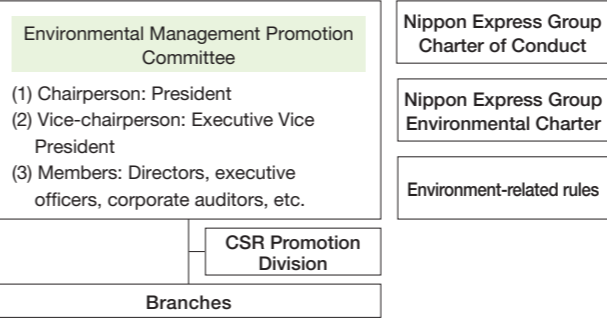 Environmental Management Promotion
Committee
(1) Chairperson: President
(2) Vice-chairperson: Executive Vice
President
(3) Members: Directors, executive
officers, corporate auditors, etc.
CSR Promotion
Division
Branches
Nippon Express Group
Charter of Conduct
Nippon Express Group
Environmental Charter
Environment-related rules